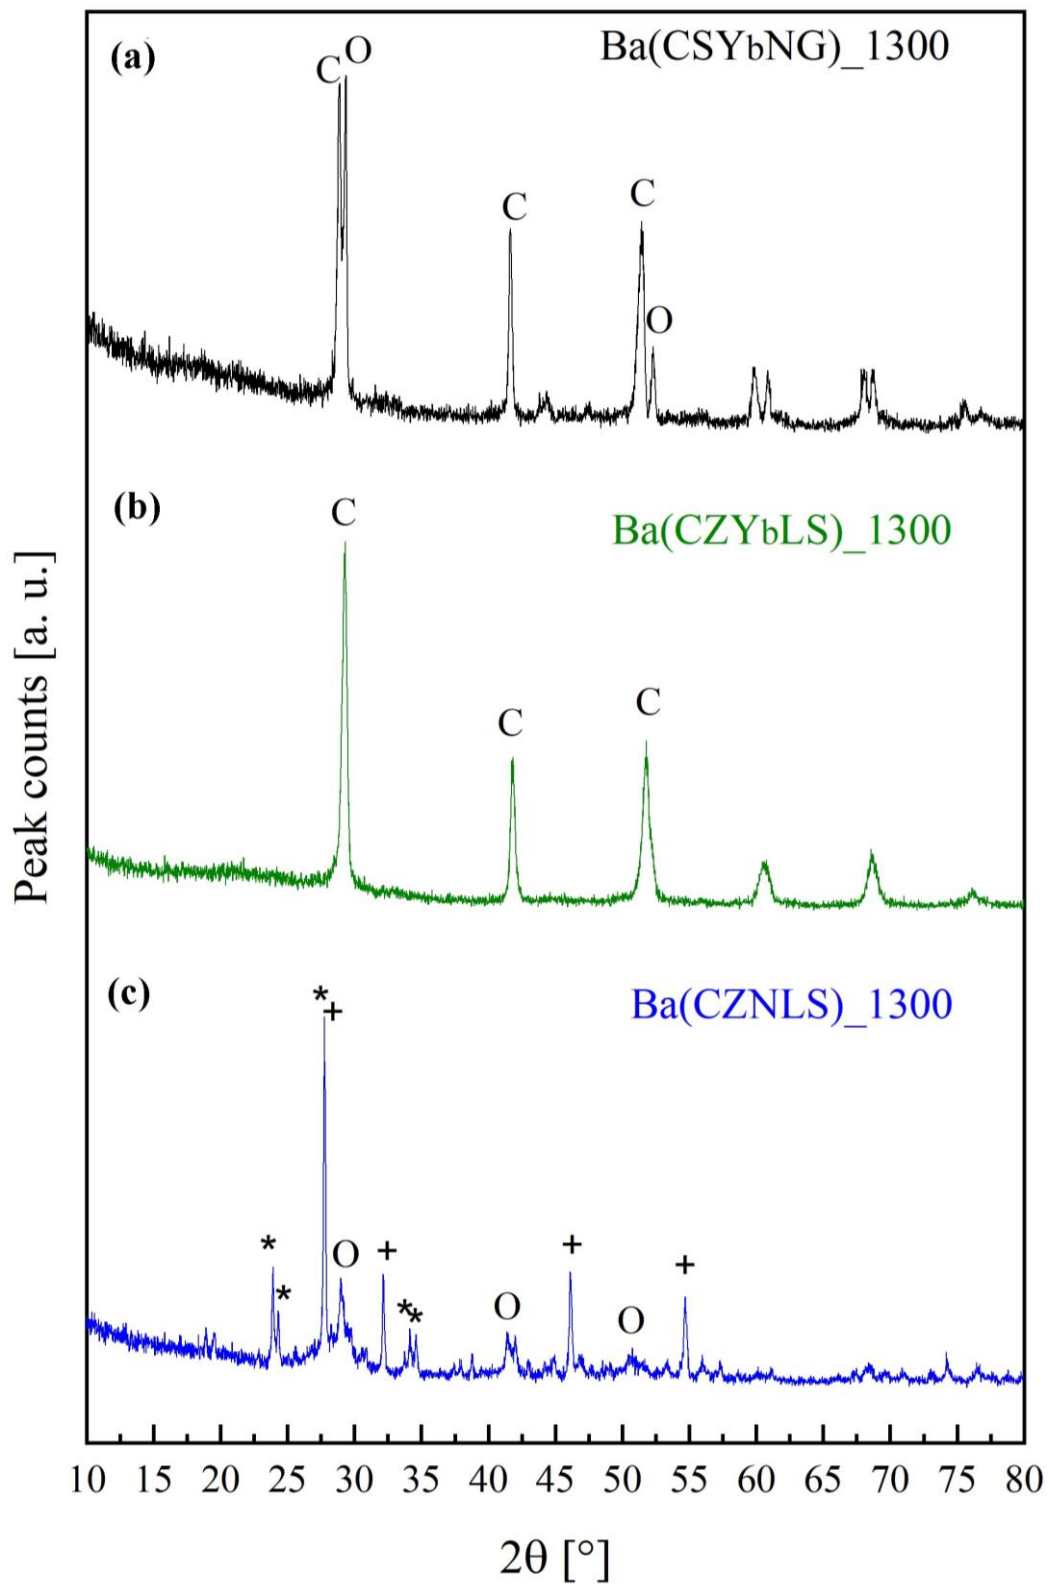 (a)
Ba(CSYbNG)_1300
C O
C
C
O
(b)
Ba(CZYbLS)_1300
C
C
C
(c)
Ba(CZNLS)_1300
* +
*
*
O
+
* *
O
+
O
+
Peak counts [a. u.]
10 15 20 25 30 35 40 45 50 55 60 65 70 75 80
2θ [°]